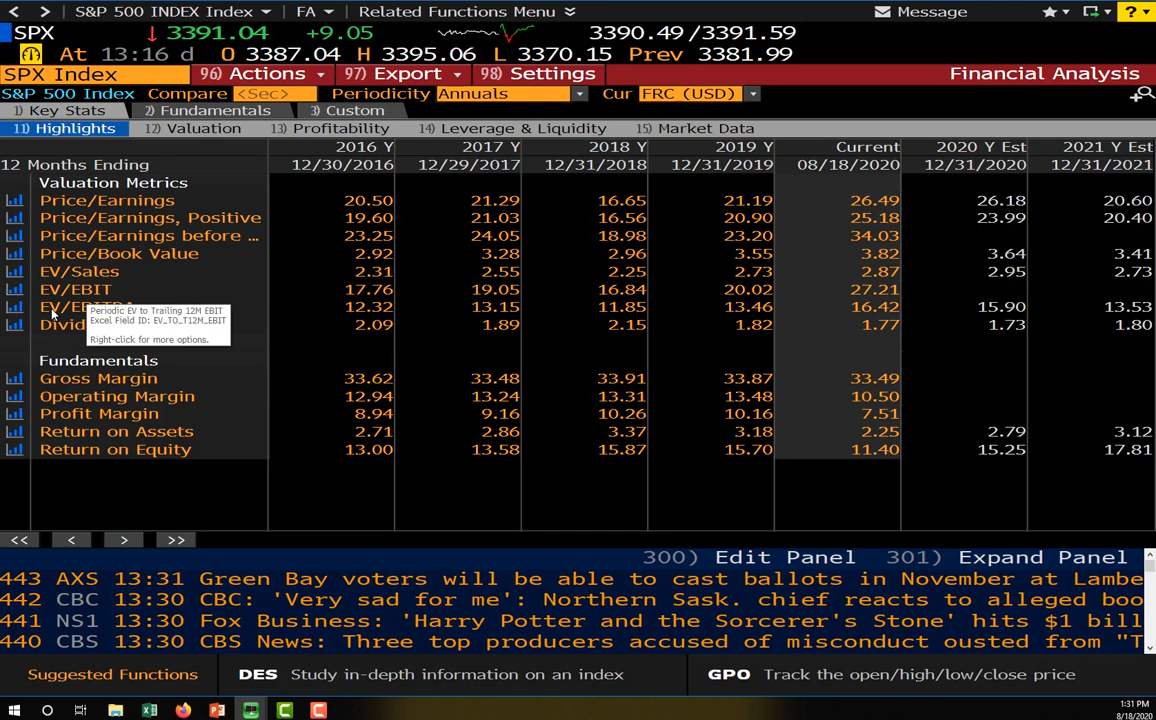 < > S&P 500 INDEX Index FA Related Functions Menu Message ?
SPX ↓ 3391.04 +9.05 3390.49/3391.59
At 13:16 d O 3387.04 H 3395.06 L 3370.15 Prev 3381.99
SPX Index 96) Actions 97) Export 98) Settings Financial Analysis
S&P 500 Index Compare <Sec> Periodicity Annuals Cur FRC (USD)
1) Key Stats 2) Fundamentals 3) Custom
11) Highlights 12) Valuation 13) Profitability 14) Leverage & Liquidity 15) Market Data
2016 Y 2017 Y 2018 Y 2019 Y Current 2020 Y Est 2021 Y Est
12 Months Ending 12/30/2016 12/29/2017 12/31/2018 12/31/2019 08/18/2020 12/31/2020 12/31/2021
Valuation Metrics
Price/Earnings 20.50 21.29 16.65 21.19 26.49 26.18 20.60
Price/Earnings, Positive 19.60 21.03 16.56 20.90 25.18 23.99 20.40
Price/Earnings before ... 23.25 24.05 18.98 23.20 34.03
Price/Book Value 2.92 3.28 2.96 3.55 3.82 3.64 3.41
EV/Sales 2.31 2.55 2.25 2.73 2.87 2.95 2.73
EV/EBIT 17.76 19.05 16.84 20.02 27.21
EV/EBITDA 12.32 13.15 11.85 13.46 16.42 15.90 13.53
Periodic EV to Trailing 12M EBIT
Excel Field ID: EV_TO_T12M_EBIT
Right-click for more options.
Divid 2.09 1.89 2.15 1.82 1.77 1.73 1.80
Fundamentals
Gross Margin 33.62 33.48 33.91 33.87 33.49
Operating Margin 12.94 13.24 13.31 13.48 10.50
Profit Margin 8.94 9.16 10.26 10.16 7.51
Return on Assets 2.71 2.86 3.37 3.18 2.25 2.79 3.12
Return on Equity 13.00 13.58 15.87 15.70 11.40 15.25 17.81
<< < > >>
300) Edit Panel 301) Expand Panel
443 AXS 13:31 Green Bay voters will be able to cast ballots in November at Lambe
442 CBC 13:30 CBC: 'Very sad for me': Northern Sask. chief reacts to alleged boo
441 NS1 13:30 Fox Business: 'Harry Potter and the Sorcerer's Stone' hits $1 bill
440 CBS 13:30 CBS News: Three top producers accused of misconduct ousted from "T
Suggested Functions DES Study in-depth information on an index GPO Track the open/high/low/close price
1:31 PM
8/18/2020